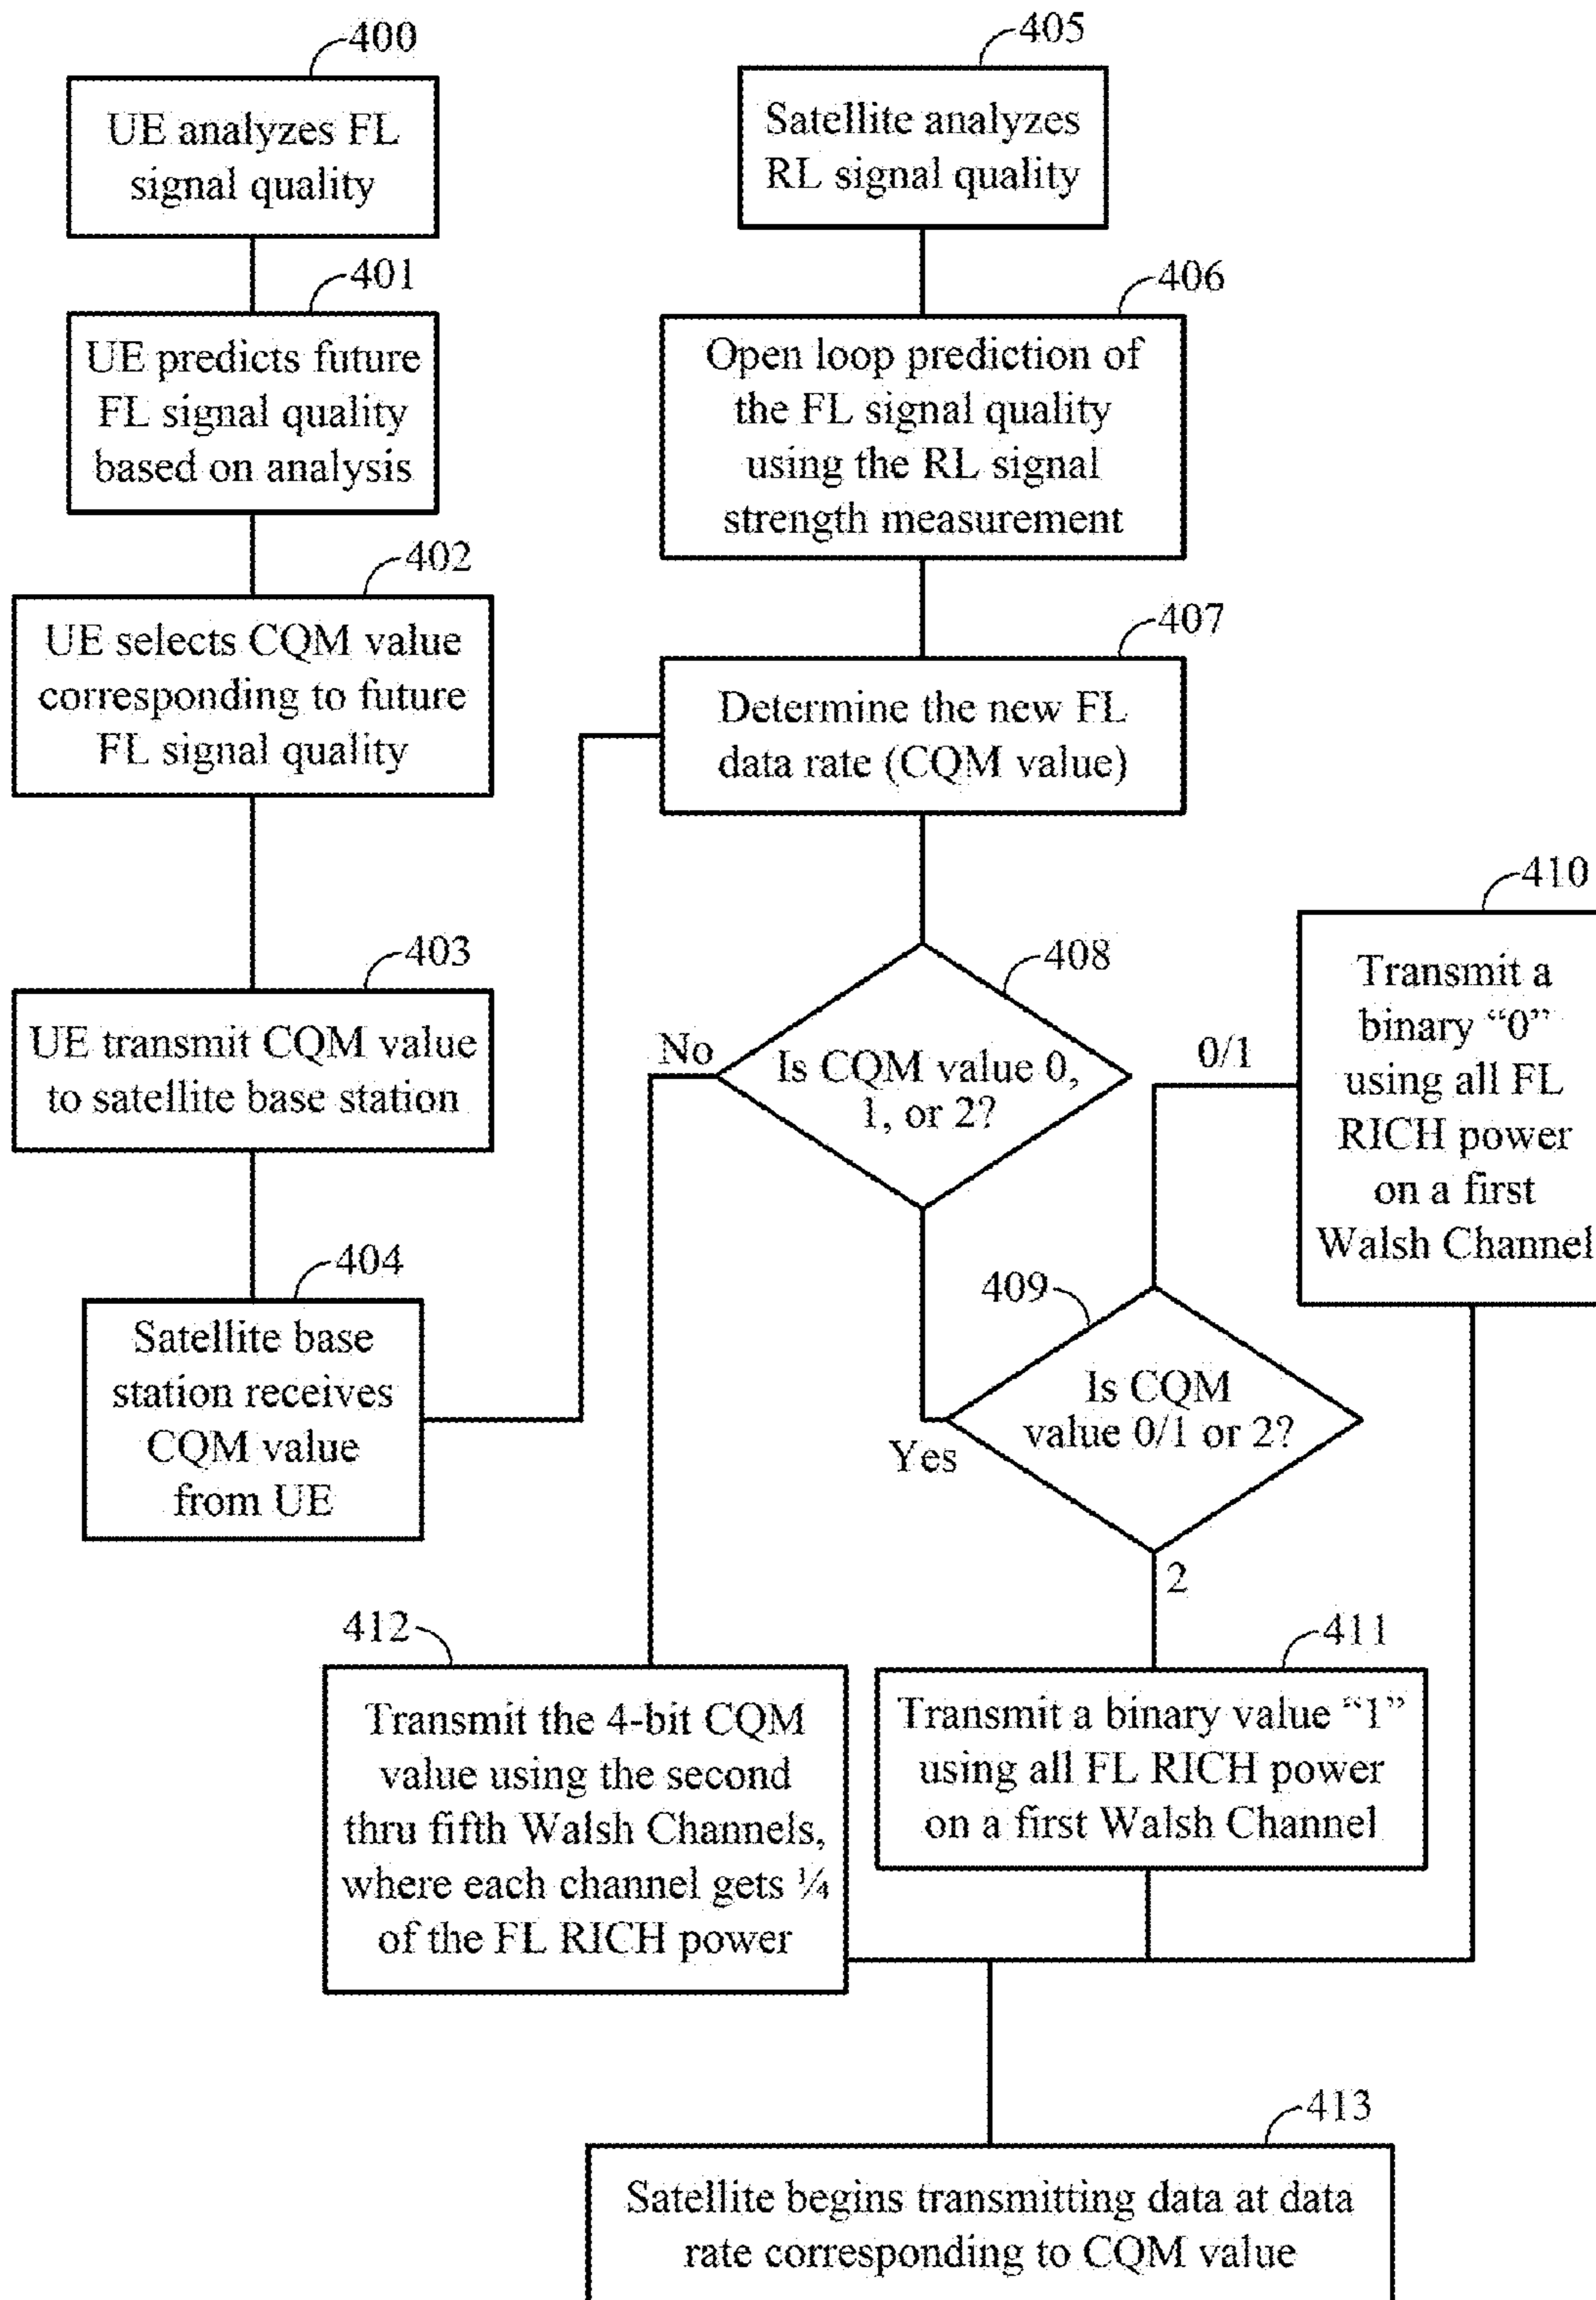 400
UE analyzes FL
signal quality
401
UE predicts future
FL signal quality
based on analysis
402
UE selects CQM value
corresponding to future
FL signal quality
403
UE transmit CQM value
to satellite base station
404
Satellite base
station receives
CQM value
from UE
405
Satellite analyzes
RL signal quality
406
Open loop prediction of
the FL signal quality
using the RL signal
strength measurement
407
Determine the new FL
data rate (CQM value)
408
No
Is CQM value 0,
1, or 2?
Yes
409
Is CQM
value 0/1 or 2?
0/1
2
410
Transmit a
binary “0”
using all FL
RICH power
on a first
Walsh Channel
411
Transmit a binary value “1”
using all FL RICH power
on a first Walsh Channel
412
Transmit the 4-bit CQM
value using the second
thru fifth Walsh Channels,
where each channel gets ¼
of the FL RICH power
413
Satellite begins transmitting data at data
rate corresponding to CQM value